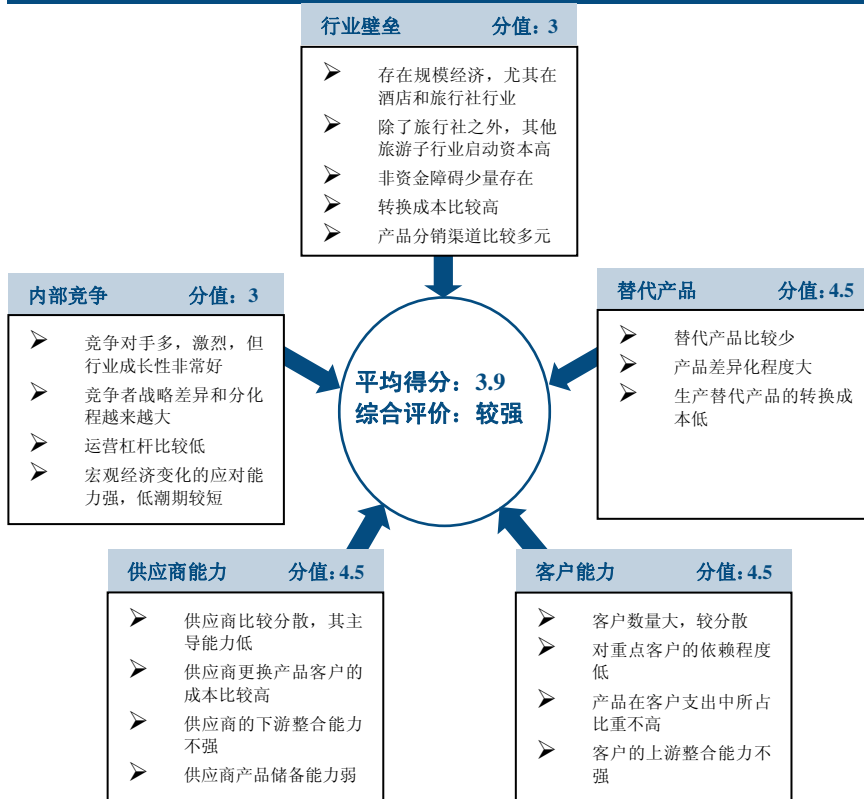 行业壁垒 分值：3
存在规模经济，尤其在
酒店和旅行社行业
除了旅行社之外，其他
旅游子行业启动资本高
非资金障碍少量存在
转换成本比较高
产品分销渠道比较多元
内部竞争 分值：3
竞争对手多，激烈，但
行业成长性非常好
竞争者战略差异和分化
程越来越大
运营杠杆比较低
宏观经济变化的应对能
力强，低潮期较短
平均得分：3.9
综合评价：较强
替代产品 分值：4.5
替代产品比较少
产品差异化程度大
生产替代产品的转换成
本低
供应商能力 分值：4.5
供应商比较分散，其主
导能力低
供应商更换产品客户的
成本比较高
供应商的下游整合能力
不强
供应商产品储备能力弱
客户能力 分值：4.5
客户数量大，较分散
对重点客户的依赖程度
低
产品在客户支出中所占
比重不高
客户的上游整合能力不
强